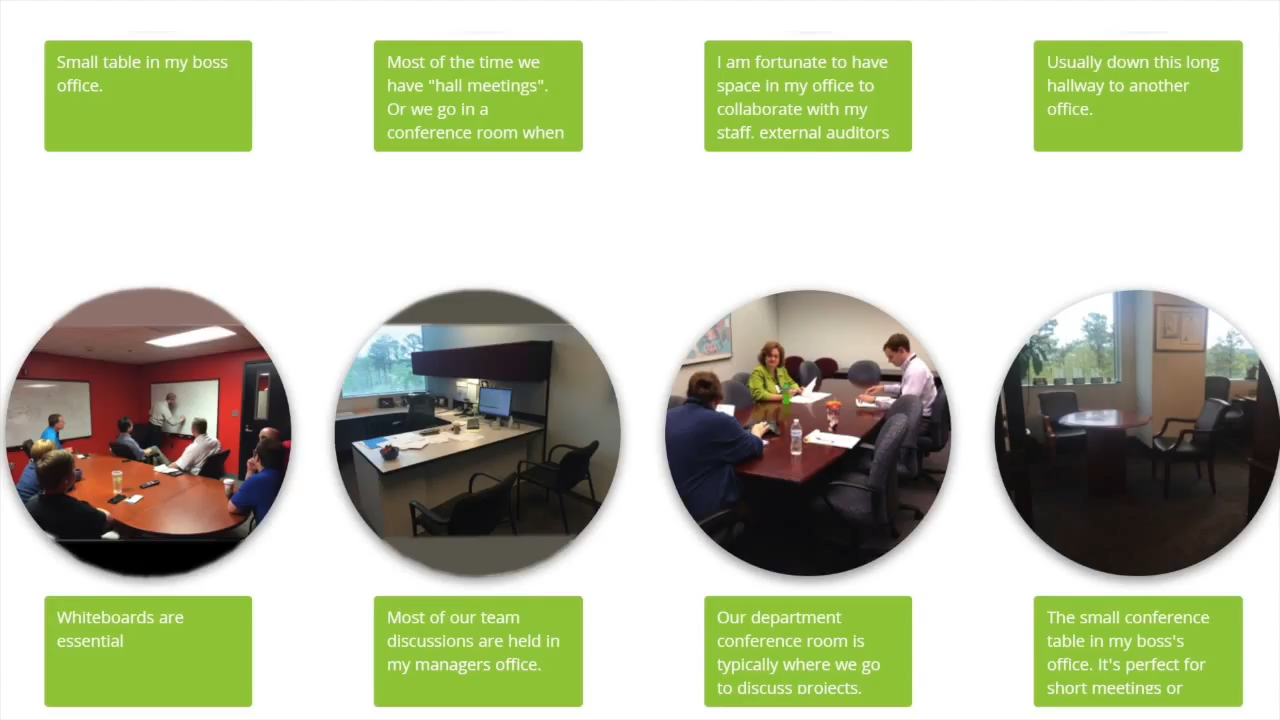 Small table in my boss
office.
Most of the time we
have "hall meetings".
Or we go in a
conference room when
I am fortunate to have
space in my office to
collaborate with my
staff. external auditors
Usually down this long
hallway to another
office.
Whiteboards are
essential
Most of our team
discussions are held in
my managers office.
Our department
conference room is
typically where we go
to discuss projects.
The small conference
table in my boss's
office. It's perfect for
short meetings or